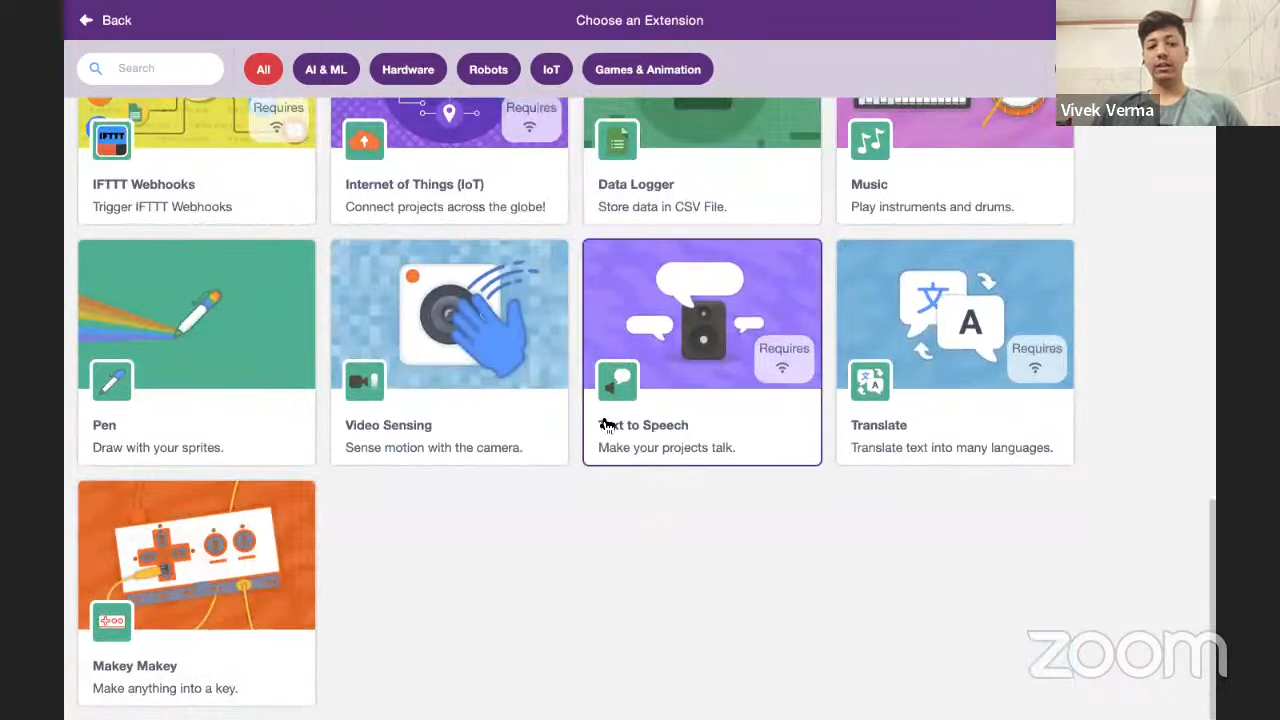 Back
Choose an Extension
Search
All
AI & ML
Hardware
Robots
IoT
Games & Animation
Vivek Verma
Requires
Requires
IFTTT
IFTTT Webhooks
Trigger IFTTT Webhooks
Internet of Things (IoT)
Connect projects across the globe!
Data Logger
Store data in CSV File.
Music
Play instruments and drums.
Requires
文 A
Requires
Pen
Draw with your sprites.
Video Sensing
Sense motion with the camera.
to Speech
Make your projects talk.
Translate
Translate text into many languages.
Makey Makey
Make anything into a key.
zoom